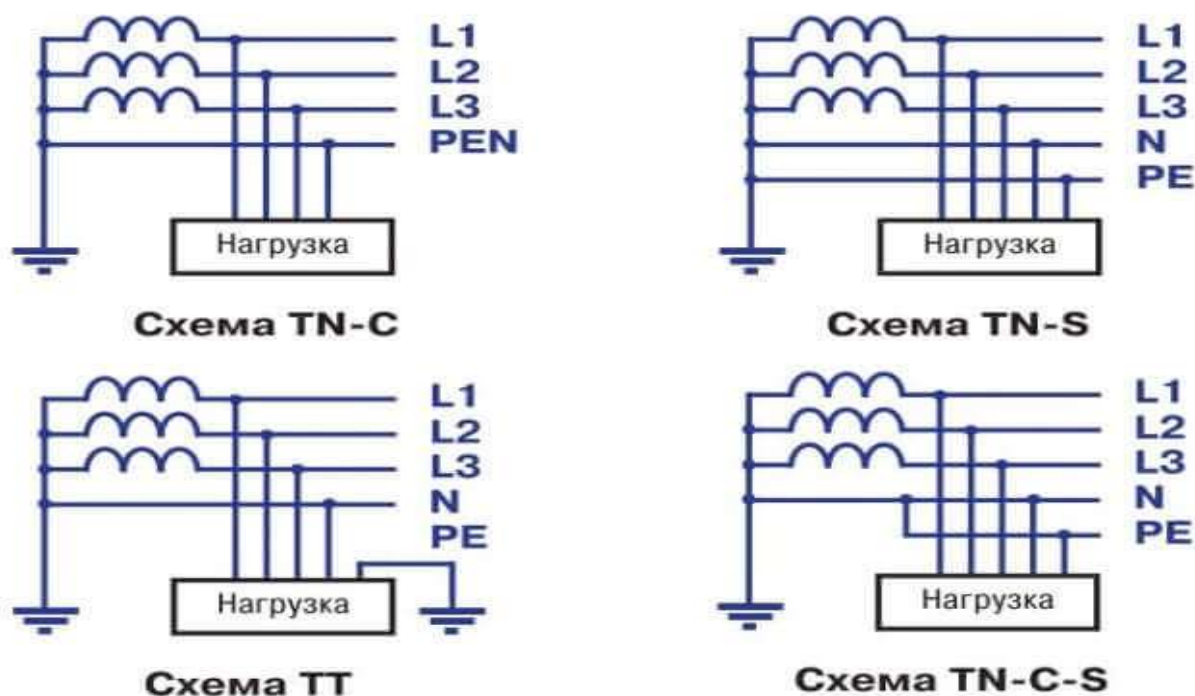 L1
L2
L3
PEN
Нагрузка
Схема TN-C
L1
L2
L3
N
PE
Нагрузка
Схема TN-S
L1
L2
L3
N
PE
Нагрузка
Схема TT
L1
L2
L3
N
PE
Нагрузка
Схема TN-C-S